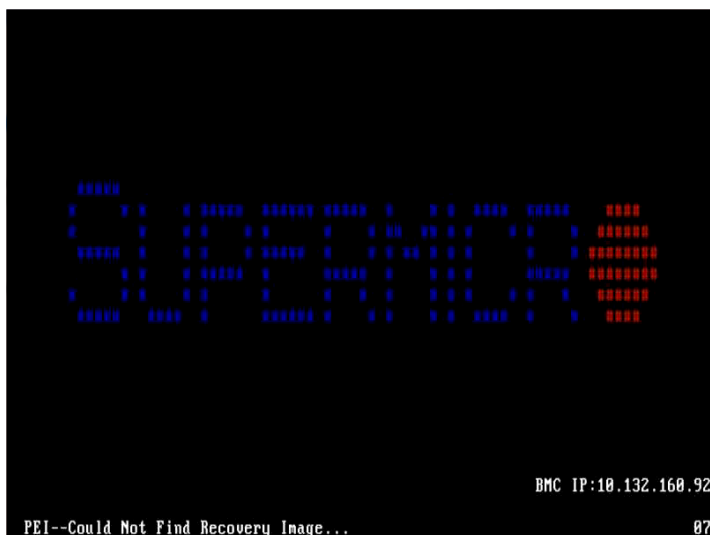 SUPERMICRO
BMC IP:10.132.160.92
PEI--Could Not Find Recovery Image...
07